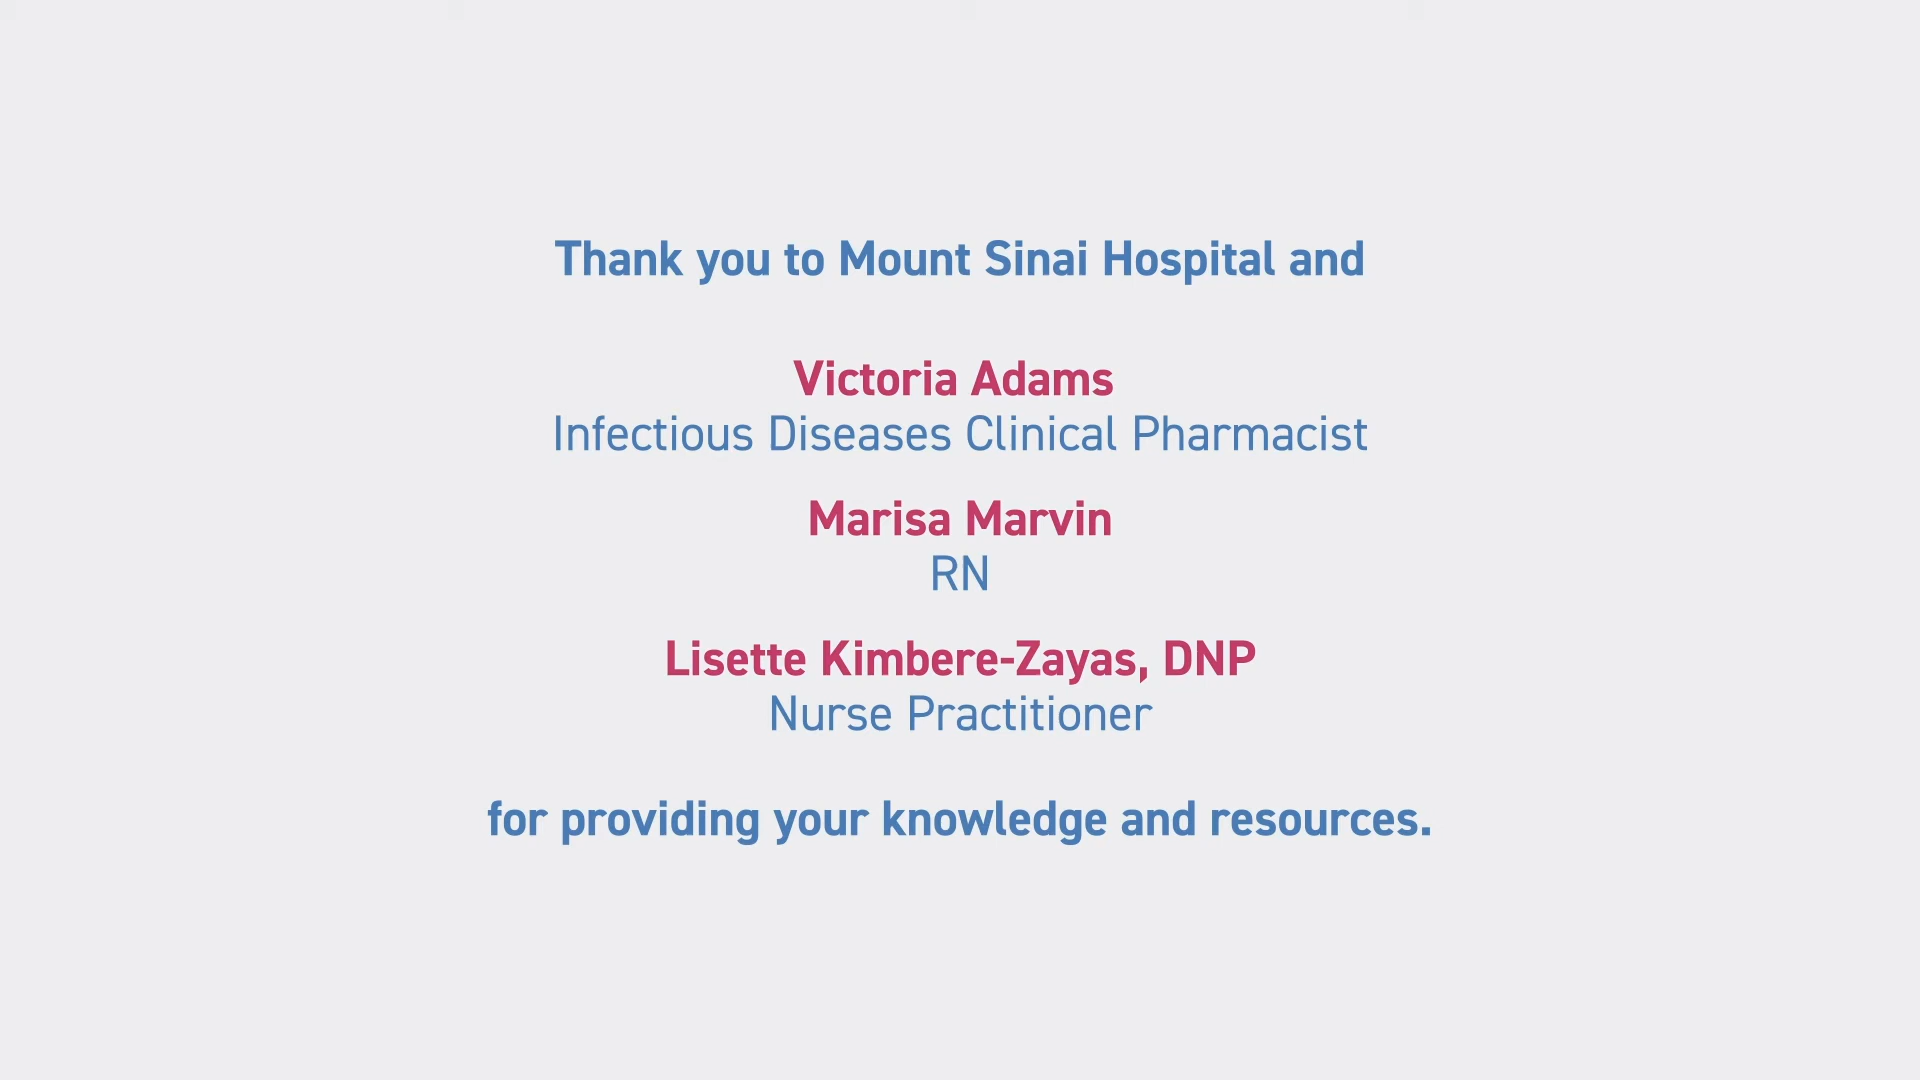 Thank you to Mount Sinai Hospital and
Victoria Adams
Infectious Diseases Clinical Pharmacist
Marisa Marvin
RN
Lisette Kimbere-Zayas, DNP
Nurse Practitioner
for providing your knowledge and resources.